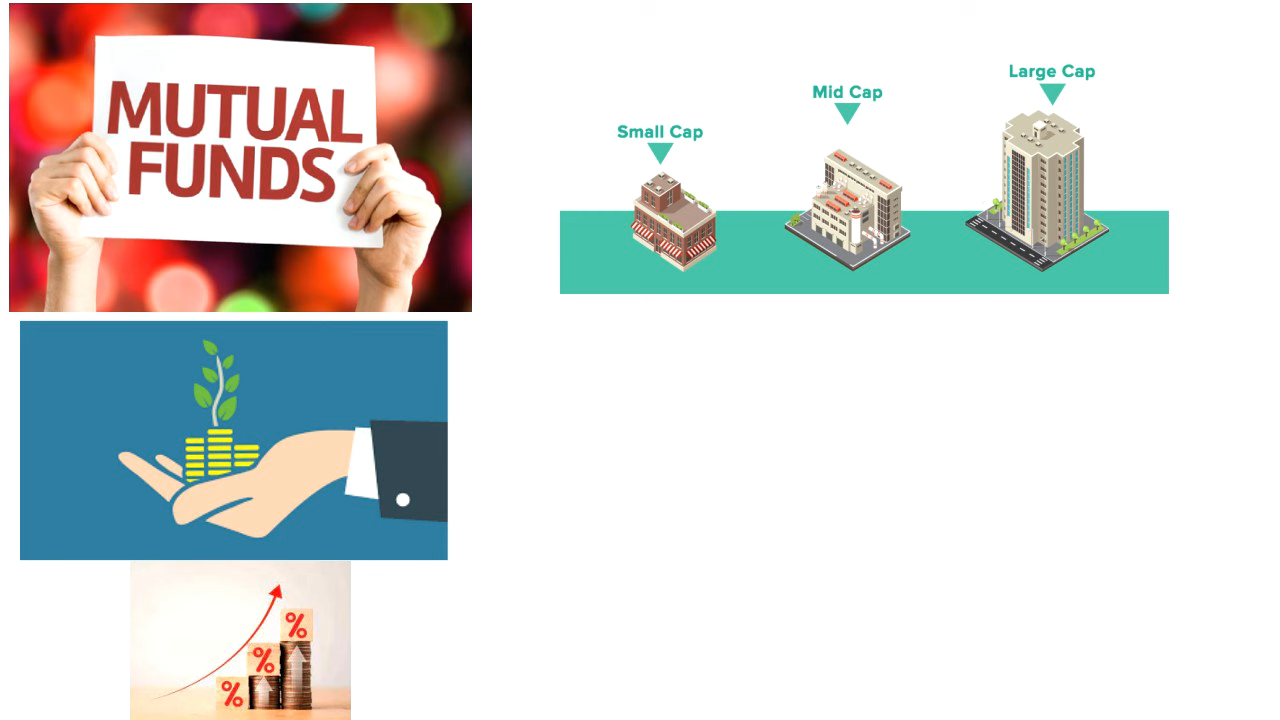 MUTUAL
FUNDS
Small Cap
Mid Cap
Large Cap
%
%
%